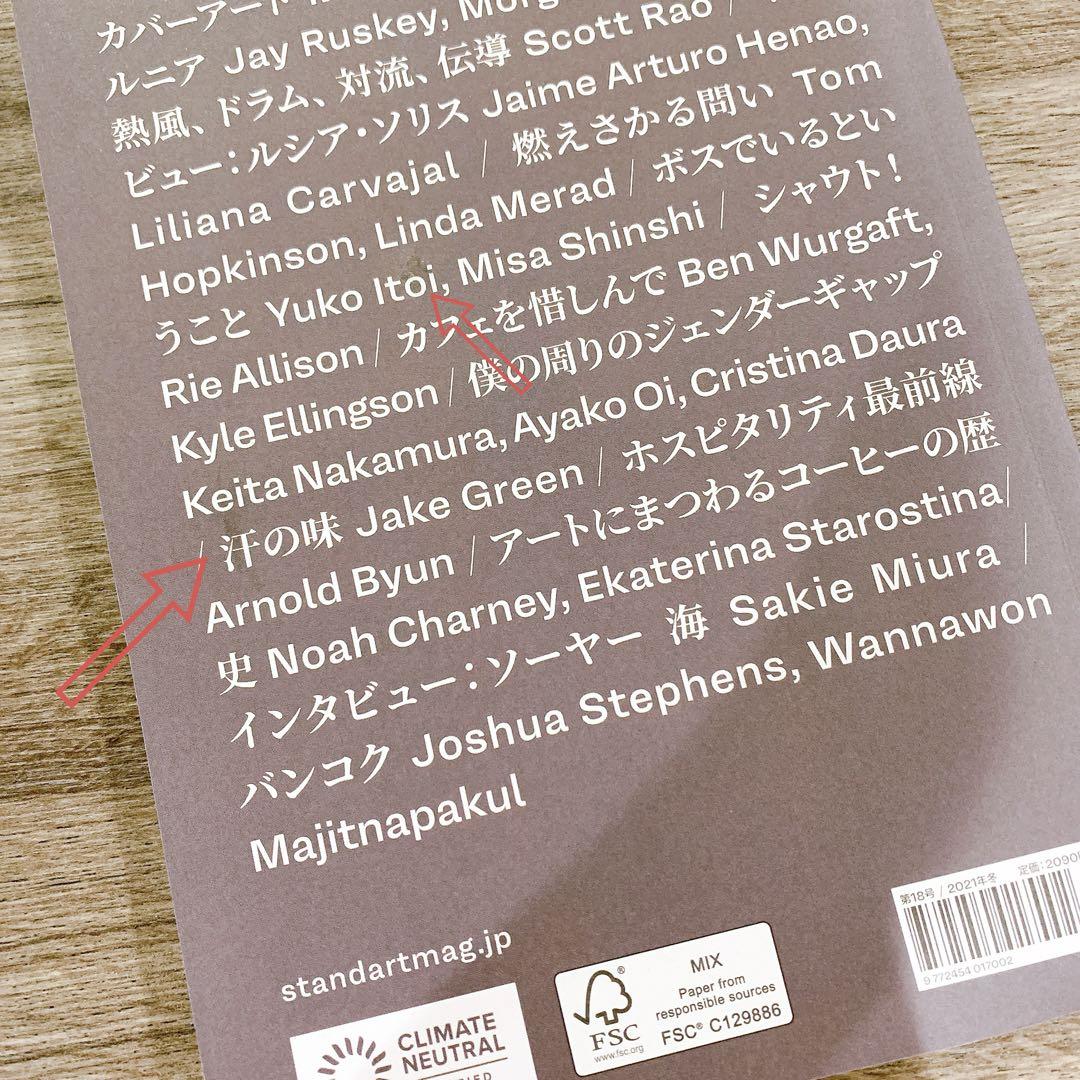 カバーアート
ルニア Jay Ruskey,
熱風、ドラム、対流、伝導 Scott Rao /
ビュー：ルシア・ソリス Jaime Arturo Henao,
Liliana Carvajal / 燃えさかる問い Tom
Hopkinson, Linda Merad / ボスでいるとい
うこと Yuko Itoi, Misa Shinshi / シャウト！
Rie Allison / カフェを惜しんで Ben Wurgaft,
Kyle Ellingson / 僕の周りのジェンダーギャップ
Keita Nakamura, Ayako Oi, Cristina Daura
/ 汗の味 Jake Green / ホスピタリティ最前線
Arnold Byun / アートにまつわるコーヒーの歴
史 Noah Charney, Ekaterina Starostina/
インタビュー：ソーヤー 海 Sakie Miura /
バンコク Joshua Stephens, Wannawon
Majitnapakul
standartmag.jp
CLIMATE
NEUTRAL
FSC®
www.fsc.org
MIX
Paper from
responsible sources
FSC® C129886
第18号 / 2021年冬 定価：2090
9 772454 017002